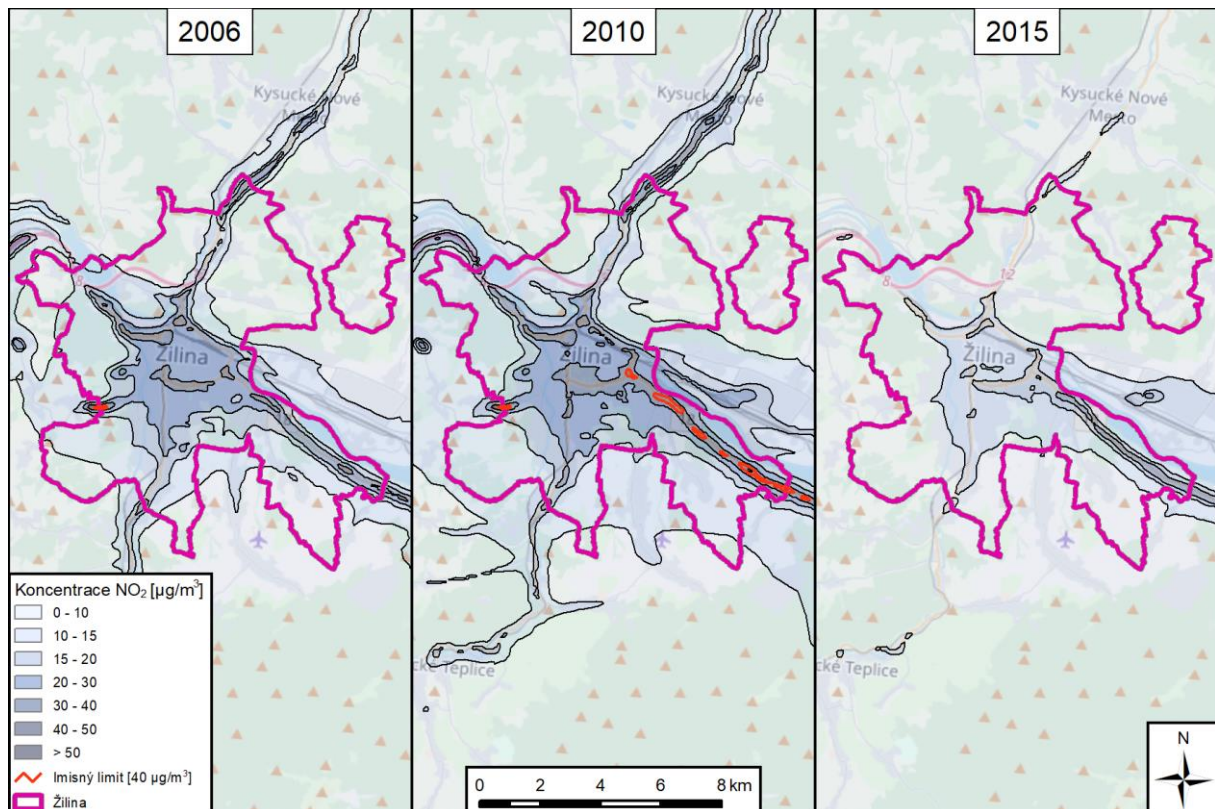 2006
2010
2015
Kysucké Nové
Mesto
Kysucké Nové
Mesto
Kysucké Nové
Mesto
8
8
12
Žilina
Žilina
Žilina
cké Teplice
cké Teplice
Koncentrace NO₂ [µg/m³]
0 - 10
10 - 15
15 - 20
20 - 30
30 - 40
40 - 50
> 50
Imisný limit [40 µg/m³]
Žilina
0 2 4 6 8 km
N